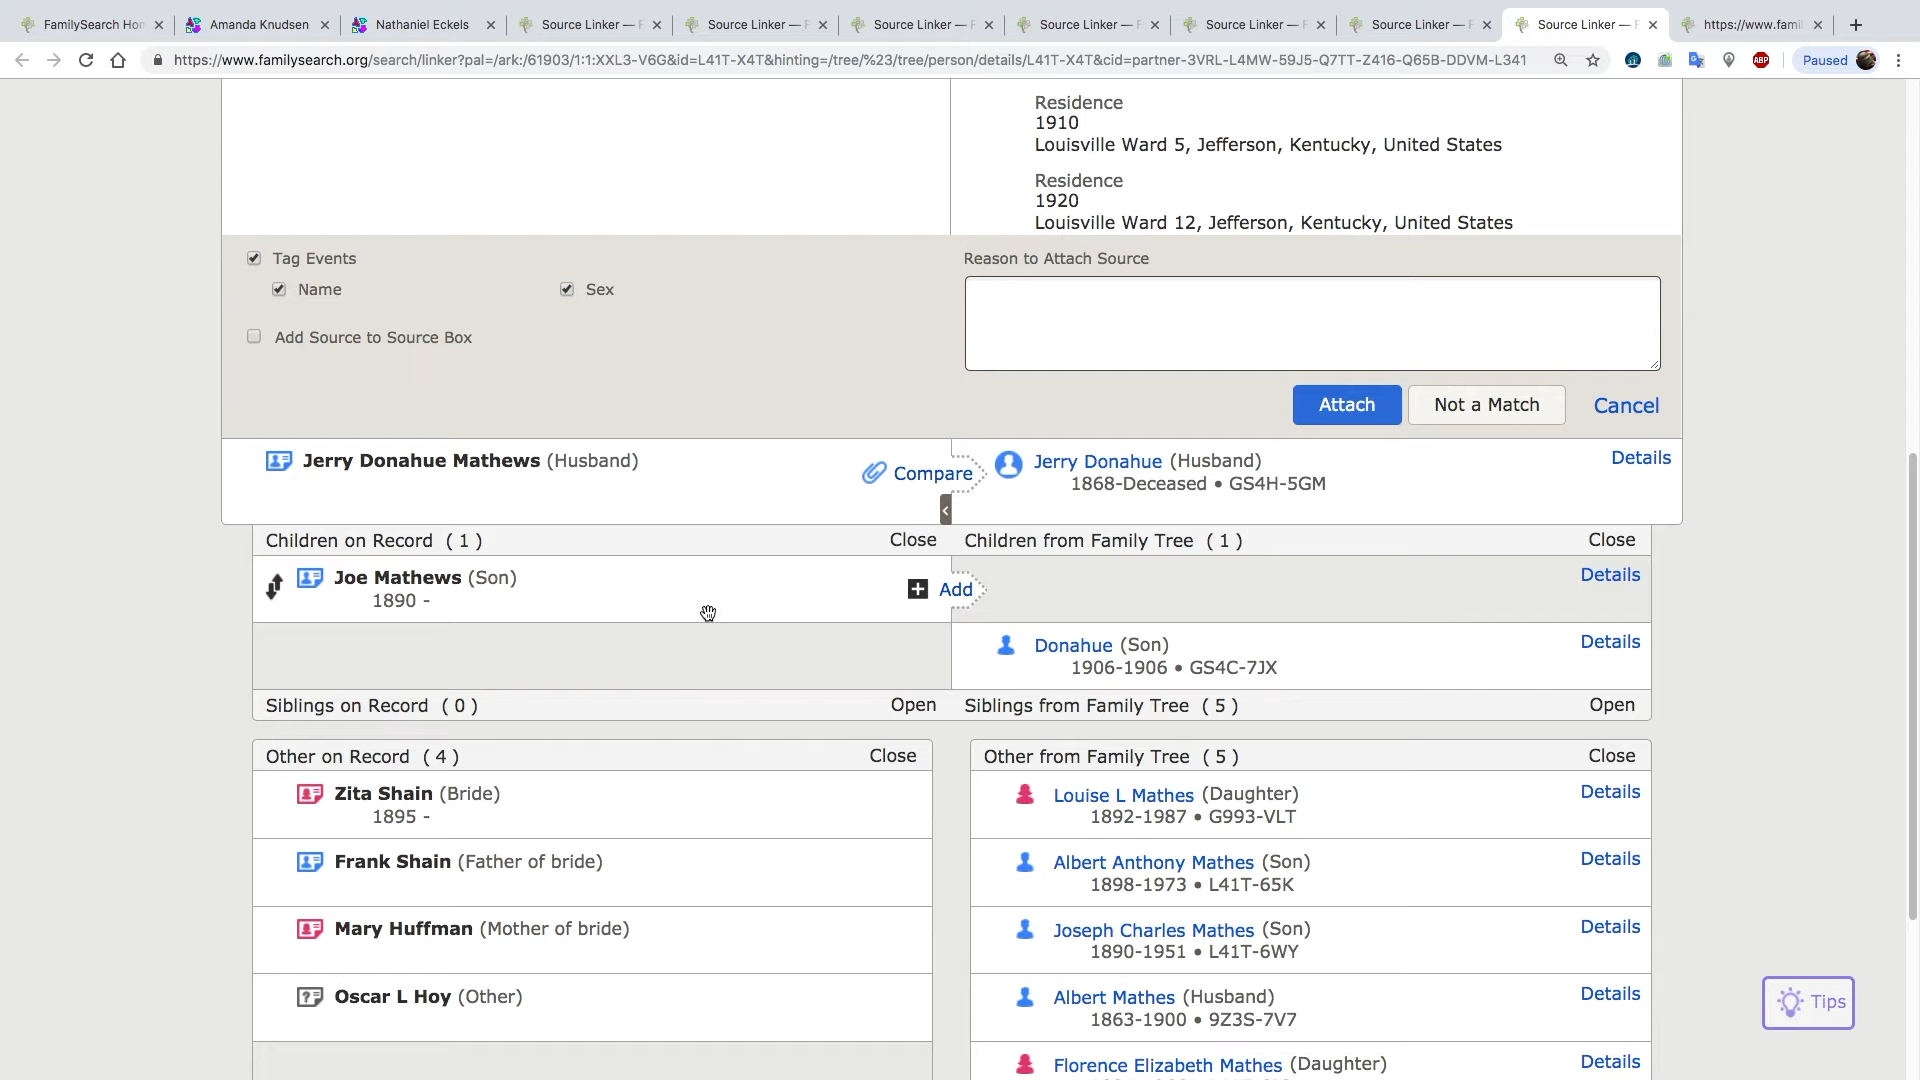 FamilySearch Hom
Amanda Knudsen
Nathaniel Eckels
Source Linker — F
Source Linker — F
Source Linker — F
Source Linker — F
Source Linker — F
Source Linker — F
Source Linker — F
https://www.famil
https://www.familysearch.org/search/linker?pal=/ark:/61903/1:1:XXL3-V6G&id=L41T-X4T&hinting=/tree/%23/tree/person/details/L41T-X4T&cid=partner-3VRL-L4MW-59J5-Q7TT-Z416-Q65B-DDVM-L341
ABP
Paused
Residence
1910
Louisville Ward 5, Jefferson, Kentucky, United States
Residence
1920
Louisville Ward 12, Jefferson, Kentucky, United States
Tag Events
Reason to Attach Source
Name
Sex
Add Source to Source Box
Attach
Not a Match
Cancel
Jerry Donahue Mathews (Husband)
Compare
Jerry Donahue (Husband)
1868-Deceased • GS4H-5GM
Details
Children on Record ( 1 )
Close
Children from Family Tree ( 1 )
Close
Joe Mathews (Son)
1890 -
Add
Details
Donahue (Son)
1906-1906 • GS4C-7JX
Details
Siblings on Record ( 0 )
Open
Siblings from Family Tree ( 5 )
Open
Other on Record ( 4 )
Close
Other from Family Tree ( 5 )
Close
Zita Shain (Bride)
1895 -
Louise L Mathes (Daughter)
1892-1987 • G993-VLT
Details
Frank Shain (Father of bride)
Albert Anthony Mathes (Son)
1898-1973 • L41T-65K
Details
Mary Huffman (Mother of bride)
Joseph Charles Mathes (Son)
1890-1951 • L41T-6WY
Details
Oscar L Hoy (Other)
Albert Mathes (Husband)
1863-1900 • 9Z3S-7V7
Details
Florence Elizabeth Mathes (Daughter)
Details
Tips